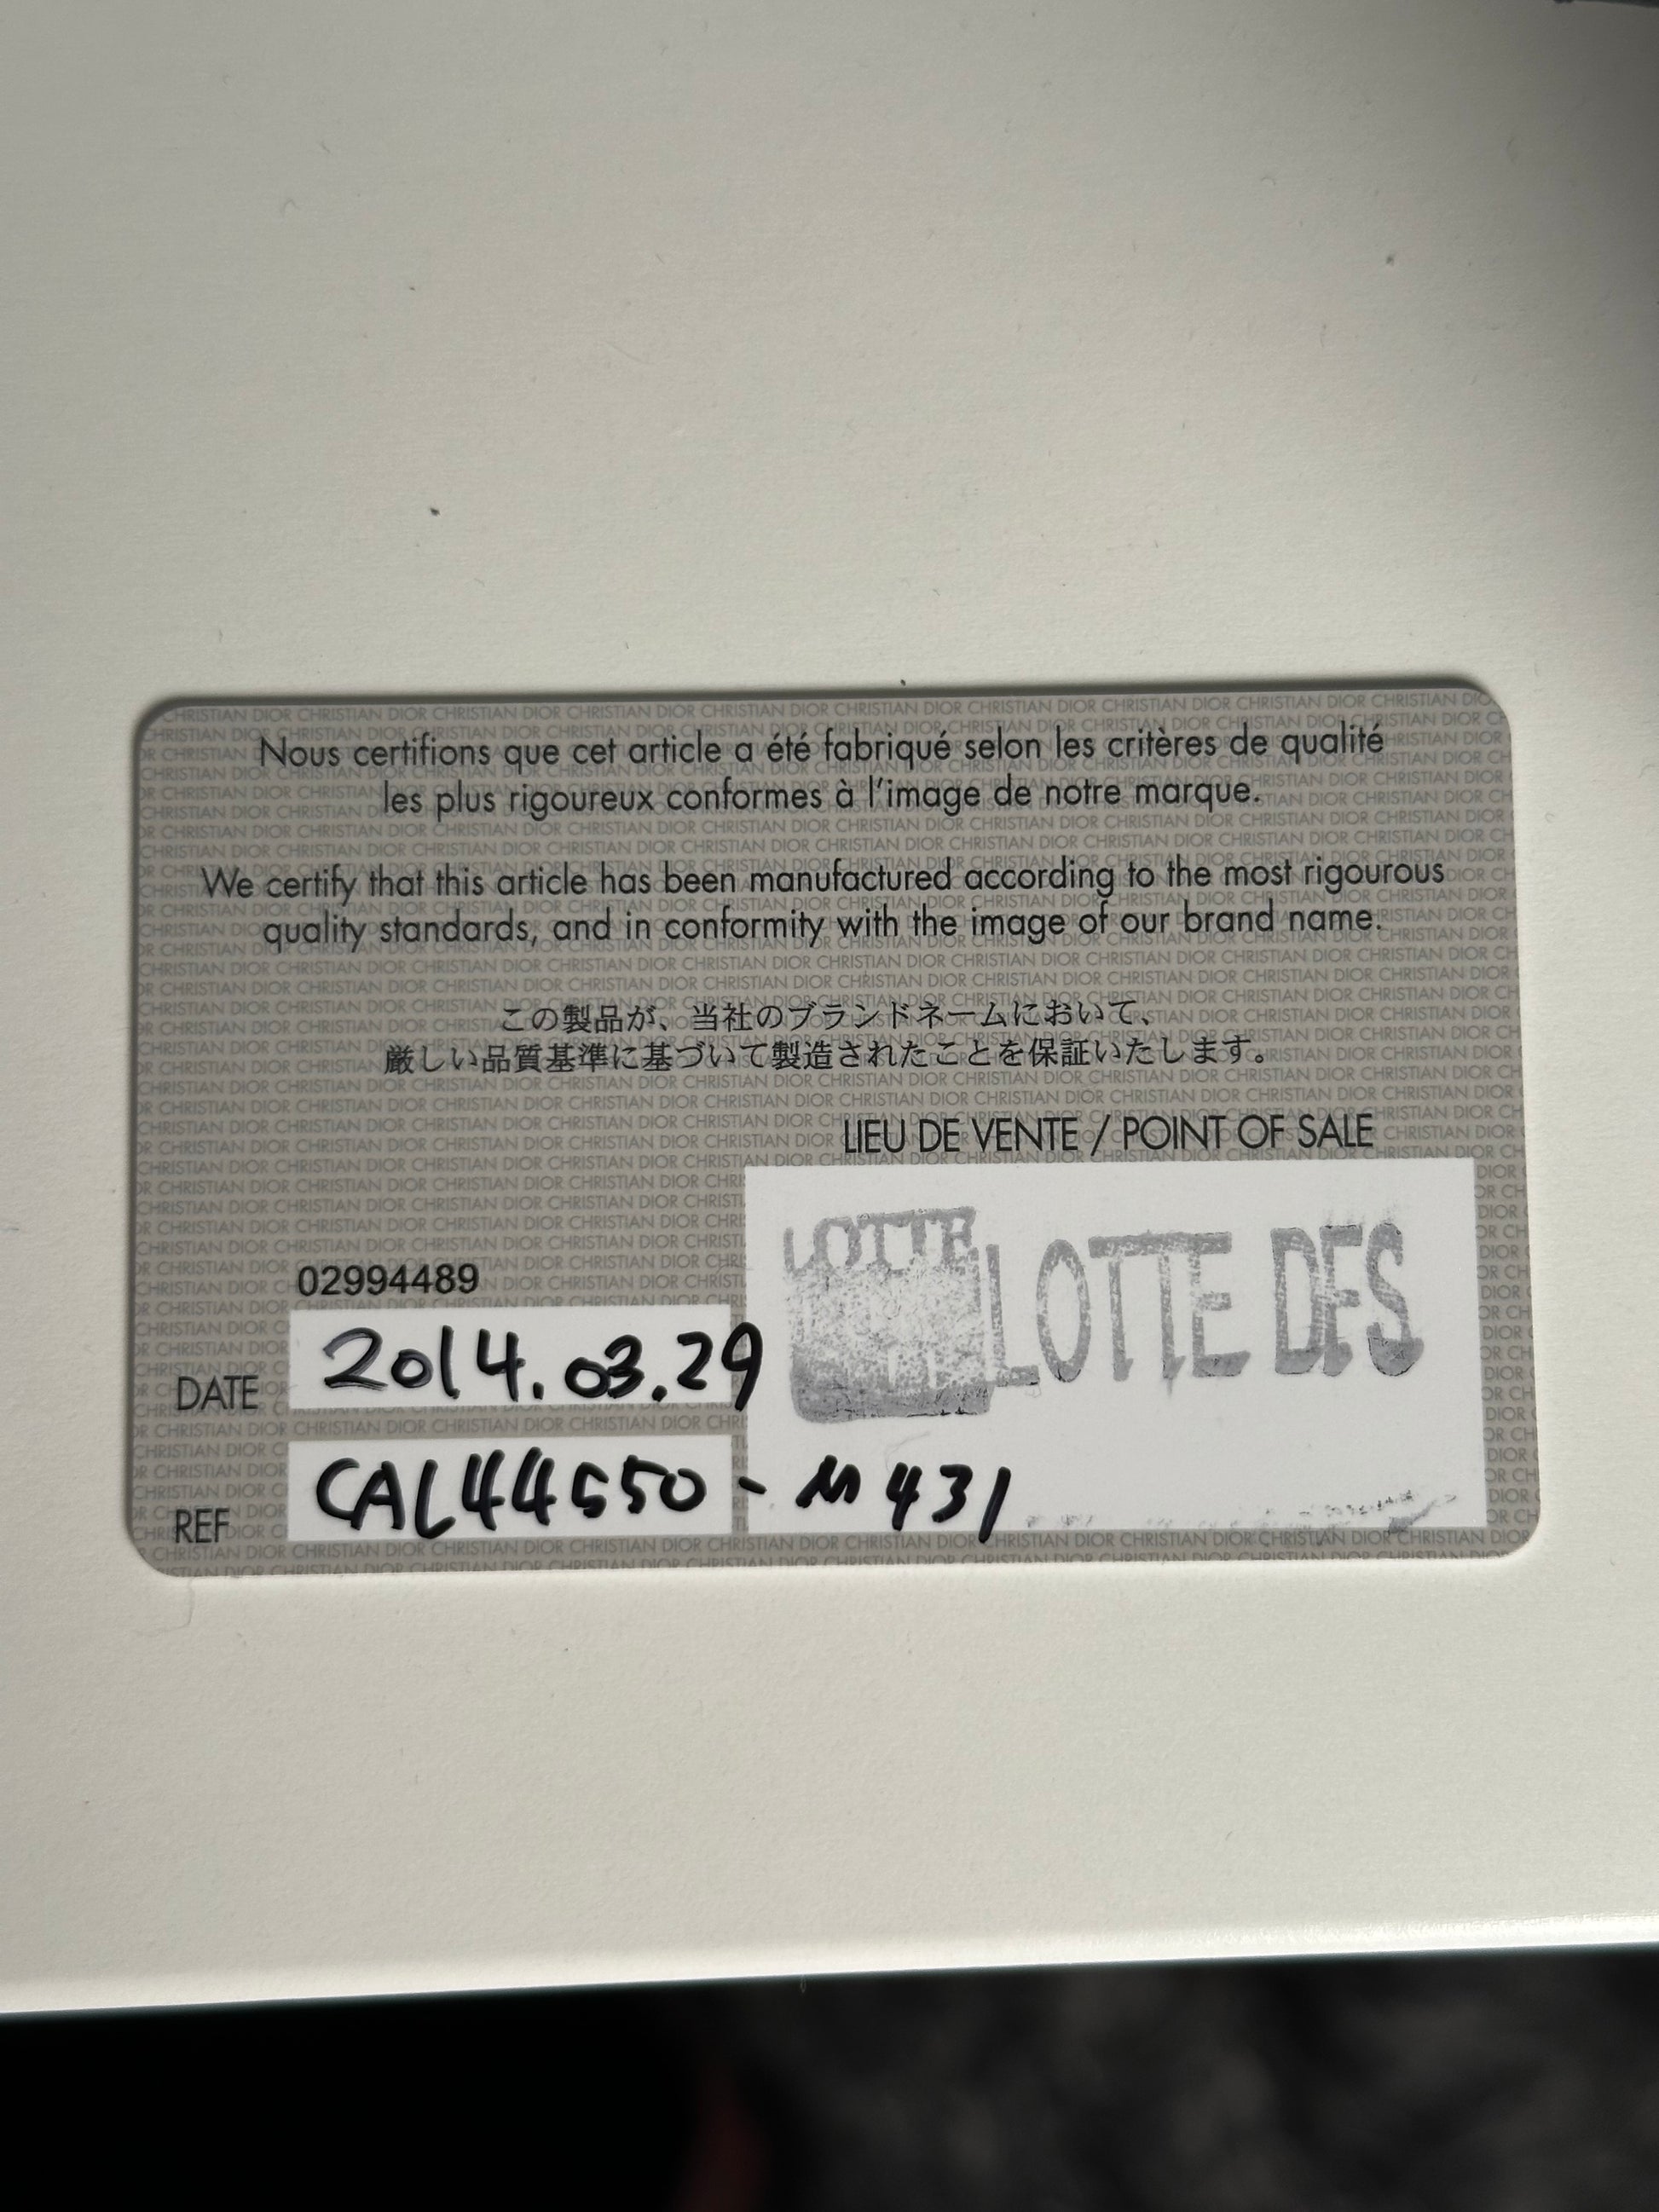 Nous certifions que cet article a été fabriqué selon les critères de qualité
les plus rigoureux conformes à l'image de notre marque.
We certify that this article has been manufactured according to the most rigourous
quality standards, and in conformity with the image of our brand name.
この製品が、当社のブランドネームにおいて、
厳しい品質基準に基づいて製造されたことを保証いたします。
LIEU DE VENTE / POINT OF SALE
LOTTE
LOTTE DFS
02994489
DATE 2014.03.29
REF CAL44550-M431